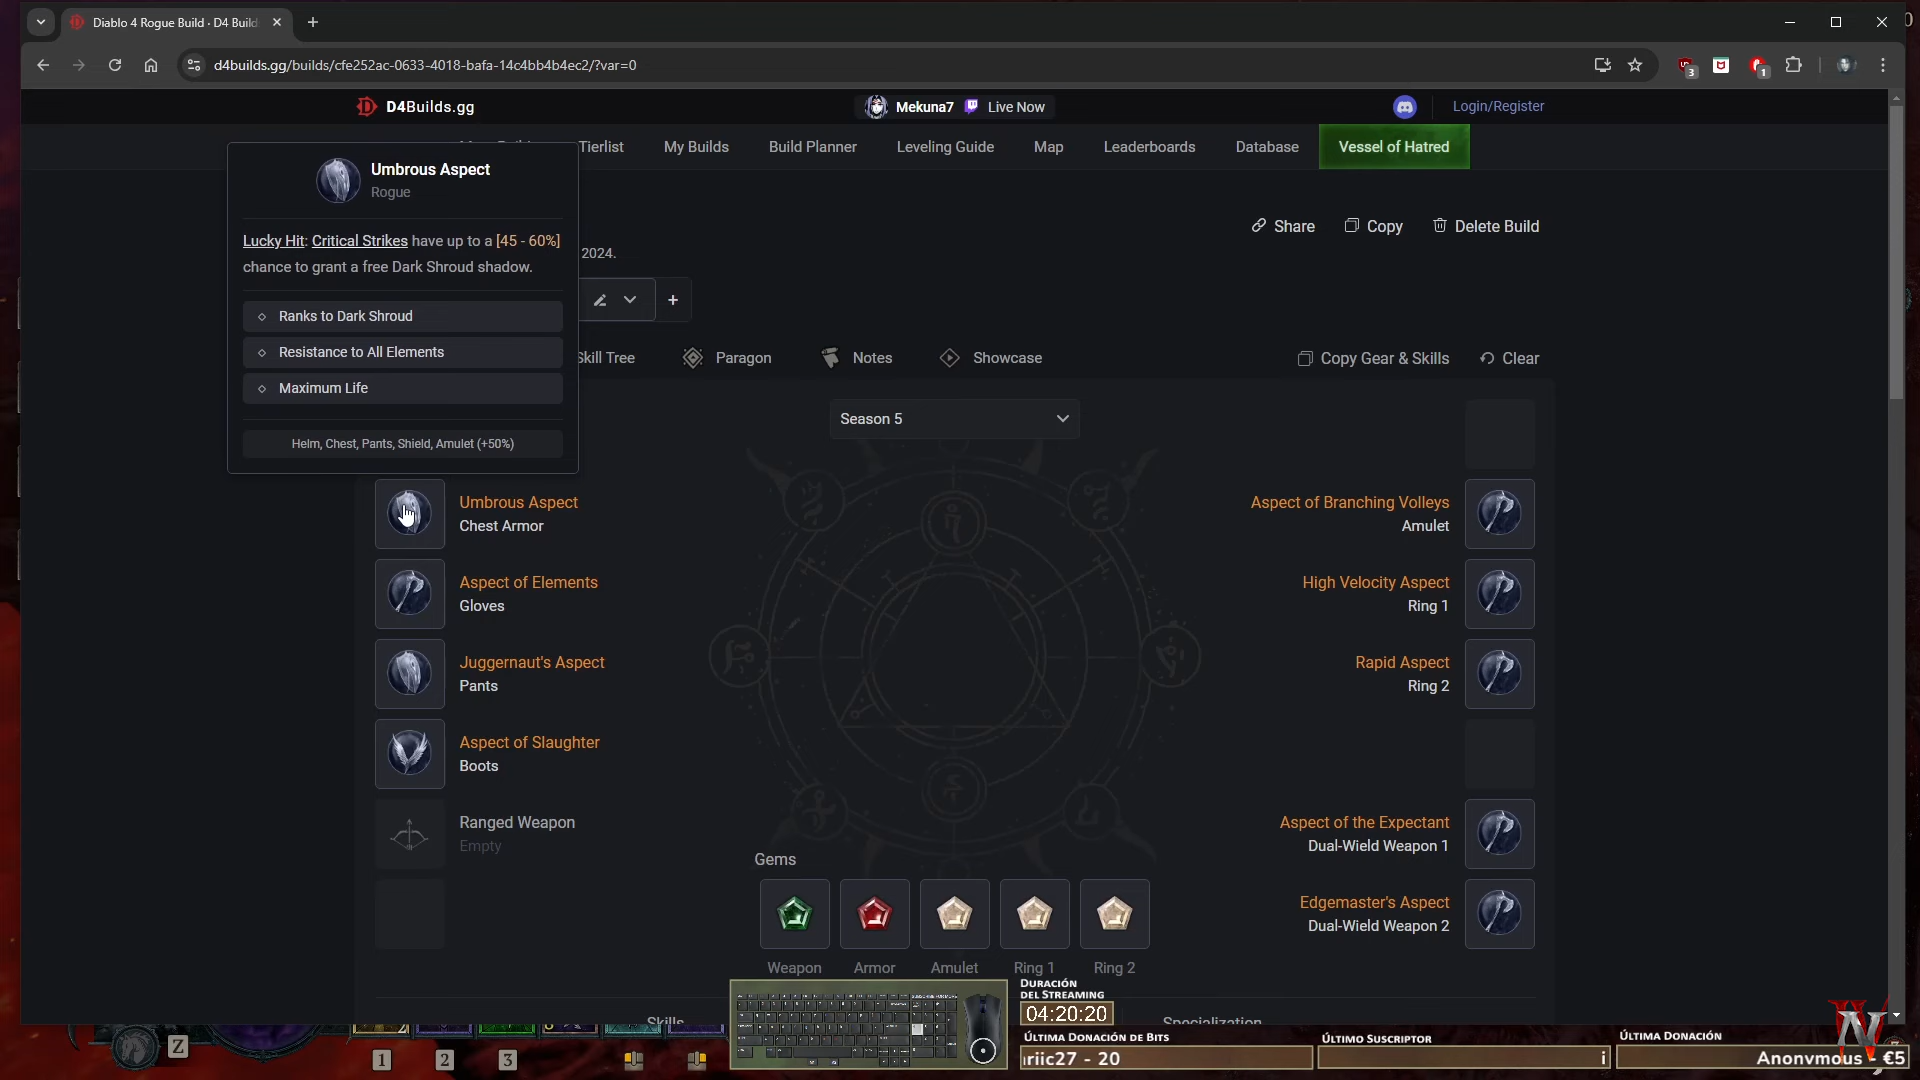 Diablo 4 Rogue Build · D4 Build
d4builds.gg/builds/cfe252ac-0633-4018-bafa-14c4bb4b4ec2/?var=0
3
1
D4Builds.gg
Mekuna7
Live Now
Login/Register
Tierlist
My Builds
Build Planner
Leveling Guide
Map
Leaderboards
Database
Vessel of Hatred
Umbrous Aspect
Rogue
Lucky Hit: Critical Strikes have up to a [45 - 60%]
chance to grant a free Dark Shroud shadow.
Ranks to Dark Shroud
Resistance to All Elements
Maximum Life
Helm, Chest, Pants, Shield, Amulet (+50%)
Share
Copy
Delete Build
2024.
+
Skill Tree
Paragon
Notes
Showcase
Copy Gear & Skills
Clear
Season 5
Umbrous Aspect
Chest Armor
Aspect of Elements
Gloves
Juggernaut's Aspect
Pants
Aspect of Slaughter
Boots
Ranged Weapon
Empty
Aspect of Branching Volleys
Amulet
High Velocity Aspect
Ring 1
Rapid Aspect
Ring 2
Aspect of the Expectant
Dual-Wield Weapon 1
Edgemaster's Aspect
Dual-Wield Weapon 2
Gems
Weapon
Armor
Amulet
Ring 1
Ring 2
Skills
Specialization
Z
1
2
3
DURACIÓN
DEL STREAMING
04:20:20
ÚLTIMA DONACIÓN DE BITS
riic27 - 20
ÚLTIMO SUSCRIPTOR
i
ÚLTIMA DONACIÓN
Anonymous - €5